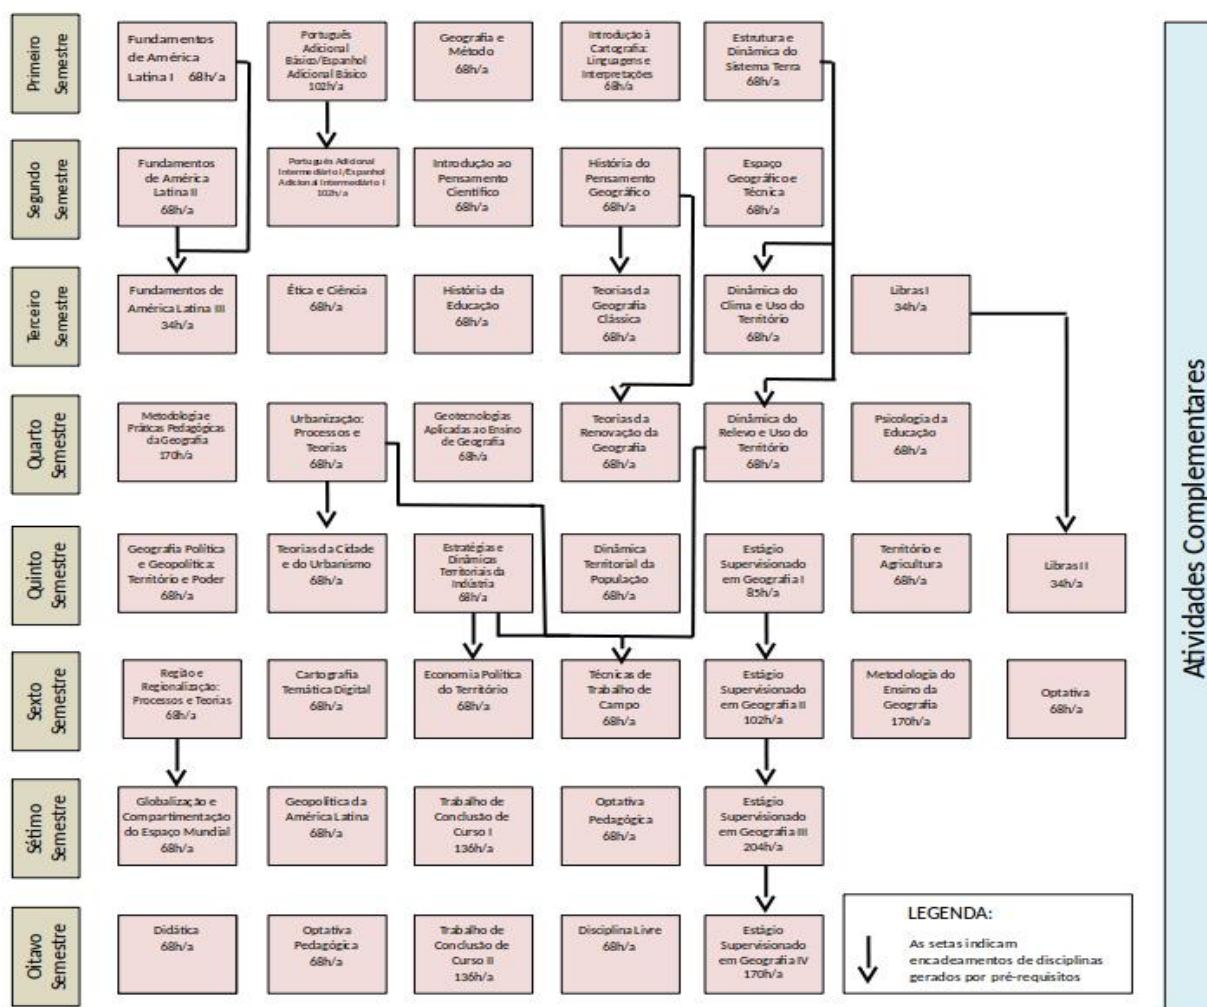 Primeiro
Semestre
Fundamentos
de América
Latina I 68h/a
Português
Adicional
Básico/Espanhol
Adicional Básico
102h/a
Geografia e
Método
68h/a
Introdução à
Cartografia:
Linguagens e
Interpretações
68h/a
Estrutura e
Dinâmica do
Sistema Terra
68h/a
Segundo
Semestre
Fundamentos
de América
Latina II
68h/a
Português Adicional
Intermediário I/Espanhol
Adicional Intermediário I
102h/a
Introdução ao
Pensamento
Científico
68h/a
História do
Pensamento
Geográfico
68h/a
Espaço
Geográfico e
Técnica
68h/a
Terceiro
Semestre
Fundamentos de
América Latina III
34h/a
Ética e Ciência
68h/a
História da
Educação
68h/a
Teorias da
Geografia
Clássica
68h/a
Dinâmica do
Clima e Uso do
Território
68h/a
Libras I
34h/a
Quarto
Semestre
Metodologia e
Práticas Pedagógicas
da Geografia
170h/a
Urbanização:
Processos e
Teorias
68h/a
Geotecnologias
Aplicadas ao Ensino
de Geografia
68h/a
Teorias da
Renovação da
Geografia
68h/a
Dinâmica do
Relevo e Uso do
Território
68h/a
Psicologia da
Educação
68h/a
Quinto
Semestre
Geografia Política
e Geopolítica:
Território e Poder
68h/a
Teorias da Cidade
e do Urbanismo
68h/a
Estratégias e
Dinâmicas
Territoriais da
Indústria
68h/a
Dinâmica
Territorial da
População
68h/a
Estágio
Supervisionado
em Geografia I
85h/a
Território e
Agricultura
68h/a
Libras II
34h/a
Sexto
Semestre
Região e
Regionalização:
Processos e Teorias
68h/a
Cartografia
Temática Digital
68h/a
Economia Política
do Território
68h/a
Técnicas de
Trabalho de
Campo
68h/a
Estágio
Supervisionado
em Geografia II
102h/a
Metodologia do
Ensino da
Geografia
170h/a
Optativa
68h/a
Sétimo
Semestre
Globalização e
Compartimentação
do Espaço Mundial
68h/a
Geopolítica da
América Latina
68h/a
Trabalho de
Conclusão de
Curso I
136h/a
Optativa
Pedagógica
68h/a
Estágio
Supervisionado
em Geografia III
204h/a
Oitavo
Semestre
Didática
68h/a
Optativa
Pedagógica
68h/a
Trabalho de
Conclusão de
Curso II
136h/a
Disciplina Livre
68h/a
Estágio
Supervisionado
em Geografia IV
170h/a
LEGENDA:
As setas indicam
encadeamentos de disciplinas
gerados por pré-requisitos
Atividades Complementares